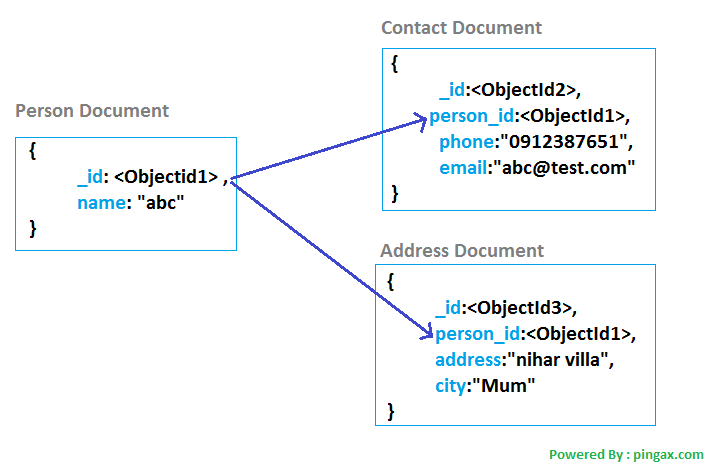 Person Document
{
_id: <Objectid1> ,
name: "abc"
}
Contact Document
{
_id:<ObjectId2>,
person_id:<ObjectId1>,
phone:"0912387651",
email:"abc@test.com"
}
Address Document
{
_id:<ObjectId3>,
person_id:<ObjectId1>,
address:"nihar villa",
city:"Mum"
}
Powered By : pingax.com